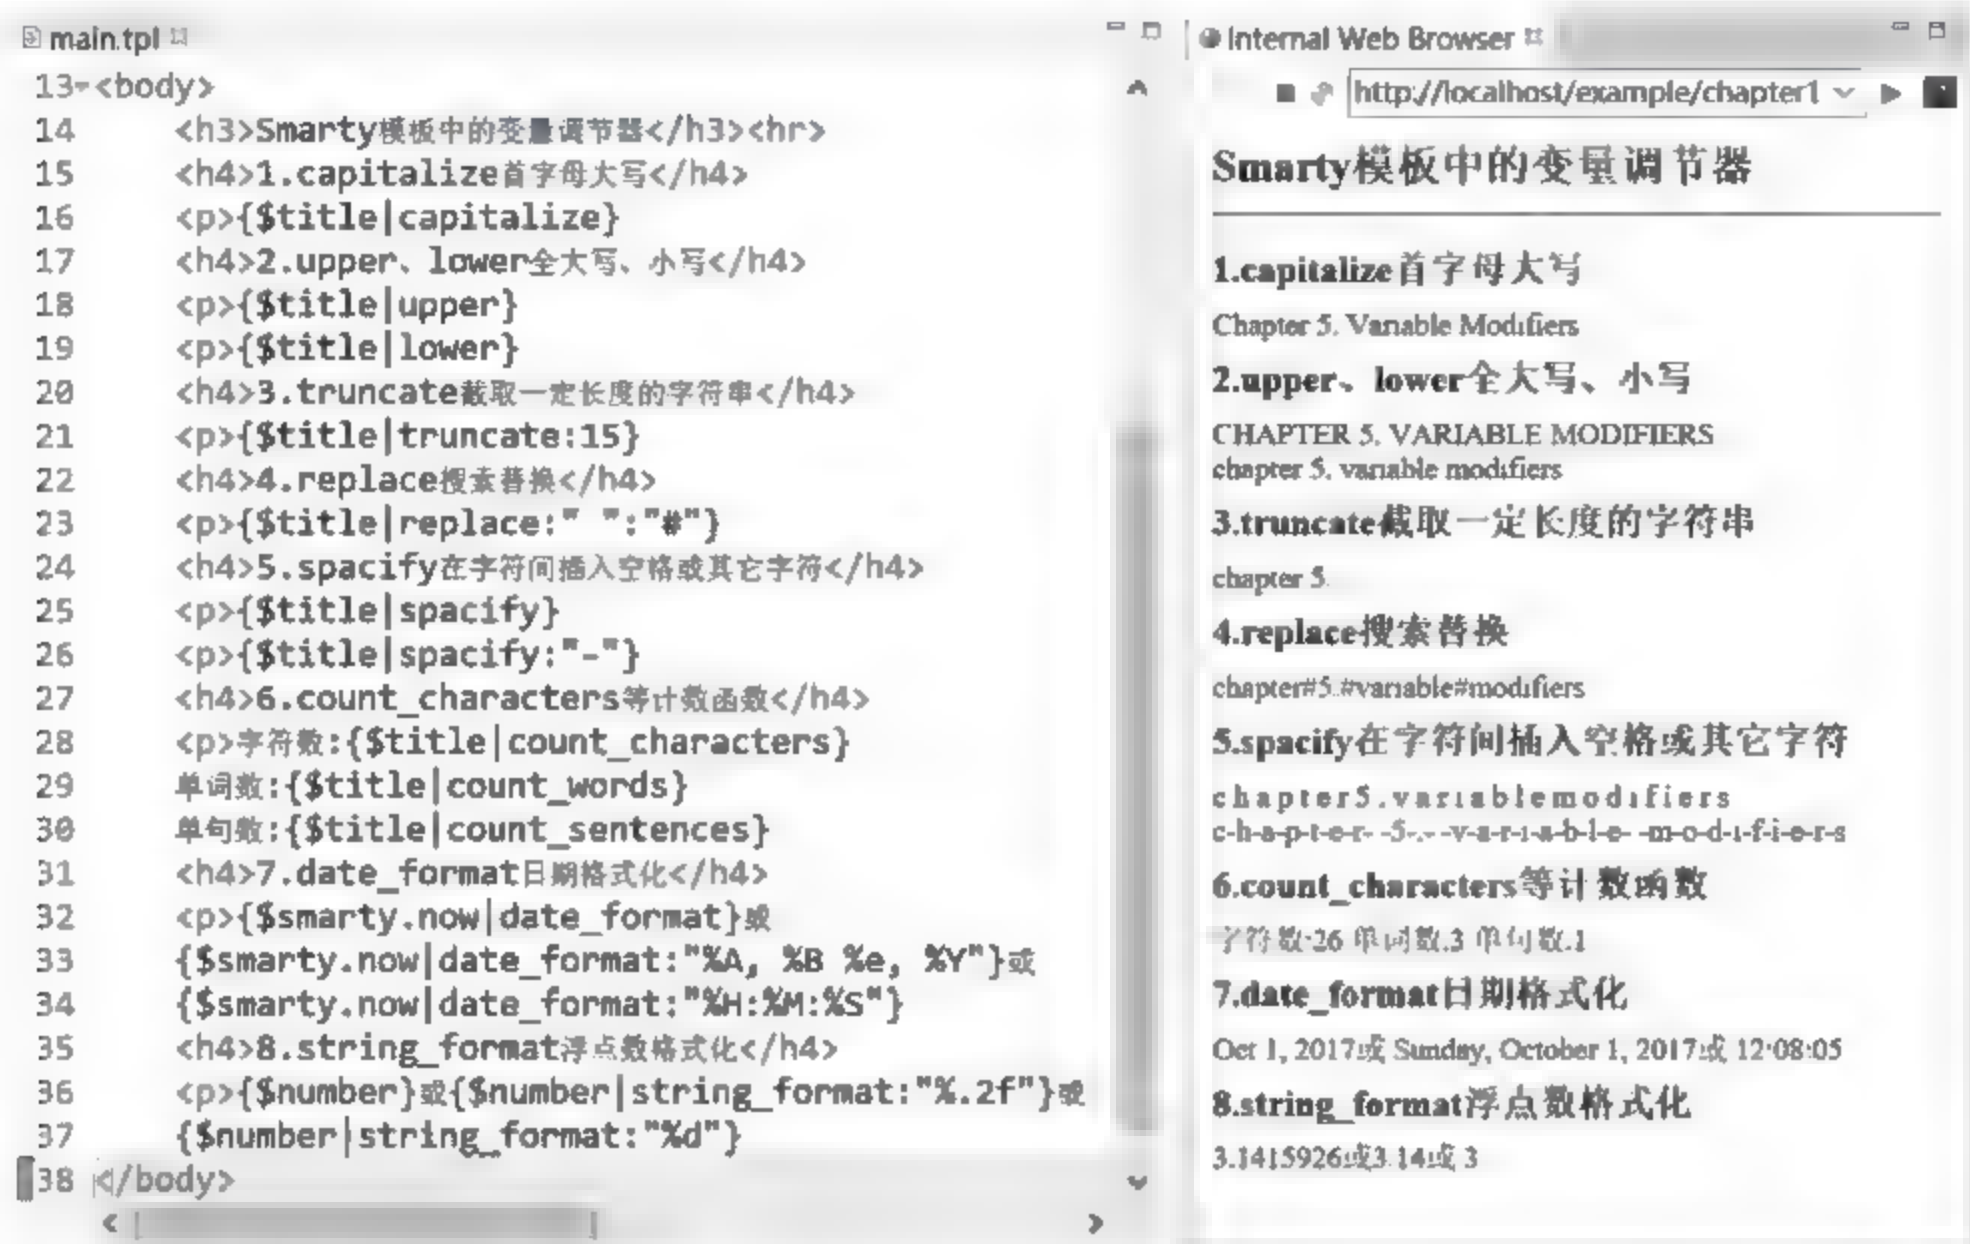 main.tpl
13 <body>
14 <h3>Smarty模板中的变量调节器</h3><hr>
15 <h4>1.capitalize首字母大写</h4>
16 <p>{$title|capitalize}
17 <h4>2.upper、lower全大写、小写</h4>
18 <p>{$title|upper}
19 <p>{$title|lower}
20 <h4>3.truncate截取一定长度的字符串</h4>
21 <p>{$title|truncate:15}
22 <h4>4.replace搜索替换</h4>
23 <p>{$title|replace:" ":"#"}
24 <h4>5.spacify在字符间插入空格或其它字符</h4>
25 <p>{$title|spacify}
26 <p>{$title|spacify:"-"}
27 <h4>6.count_characters等计数函数</h4>
28 <p>字符数:{$title|count_characters}
29 单词数:{$title|count_words}
30 单句数:{$title|count_sentences}
31 <h4>7.date_format日期格式化</h4>
32 <p>{$smarty.now|date_format}或
33 {$smarty.now|date_format:"%A, %B %e, %Y"}或
34 {$smarty.now|date_format:"%H:%M:%S"}
35 <h4>8.string_format浮点数格式化</h4>
36 <p>{$number}或{$number|string_format:"%.2f"}或
37 {$number|string_format:"%d"}
38 </body>
Internal Web Browser
http://localhost/example/chapter1
Smarty模板中的变量调节器
1.capitalize首字母大写
Chapter 5. Variable Modifiers
2.upper、lower全大写、小写
CHAPTER 5. VARIABLE MODIFIERS
chapter 5. variable modifiers
3.truncate截取一定长度的字符串
chapter 5.
4.replace搜索替换
chapter#5.#variable#modifiers
5.spacify在字符间插入空格或其它字符
c h a p t e r 5 . v a r i a b l e m o d i f i e r s
c-h-a-p-t-e-r- -5-.- -v-a-r-i-a-b-l-e- -m-o-d-i-f-i-e-r-s
6.count_characters等计数函数
字符数:26 单词数:3 单句数:1
7.date_format日期格式化
Oct 1, 2017或 Sunday, October 1, 2017或 12:08:05
8.string_format浮点数格式化
3.1415926或3.14或 3